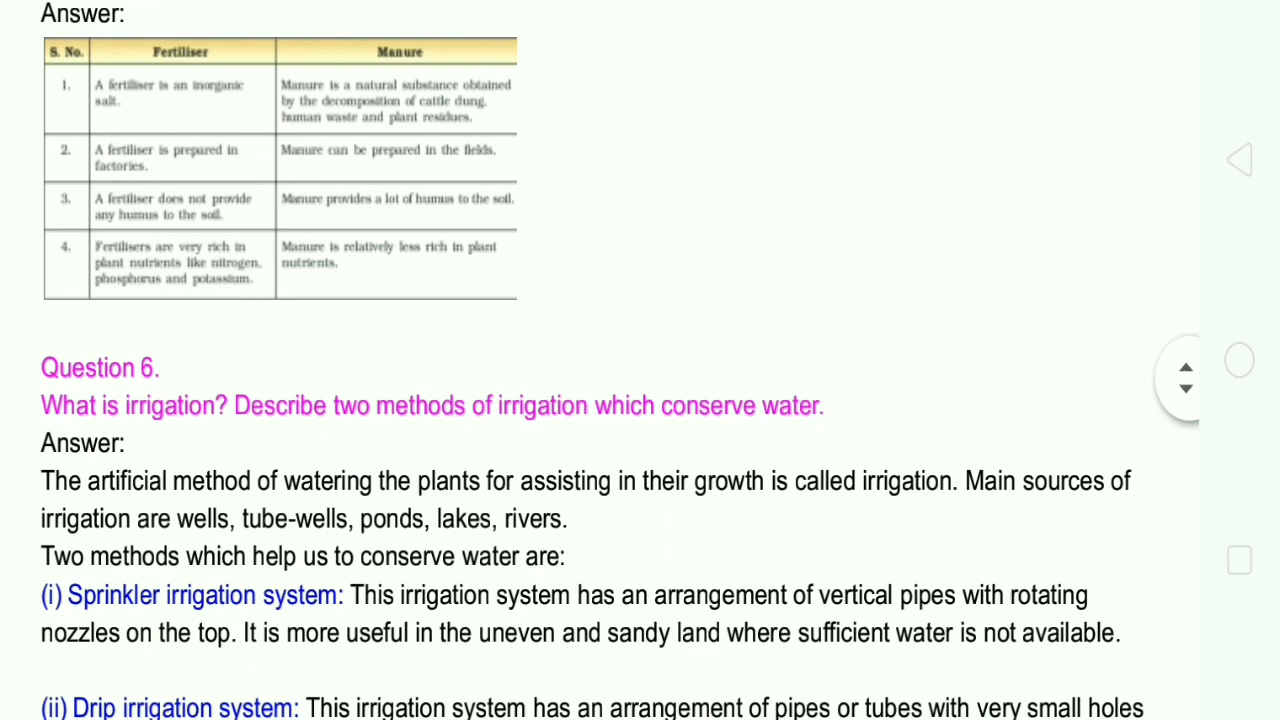 Answer:
S. No. Fertiliser Manure
1. A fertiliser is an inorganic salt. Manure is a natural substance obtained by the decomposition of cattle dung, human waste and plant residues.
2. A fertiliser is prepared in factories. Manure can be prepared in the fields.
3. A fertiliser does not provide any humus to the soil. Manure provides a lot of humus to the soil.
4. Fertilisers are very rich in plant nutrients like nitrogen, phosphorus and potassium. Manure is relatively less rich in plant nutrients.
Question 6.
What is irrigation? Describe two methods of irrigation which conserve water.
Answer:
The artificial method of watering the plants for assisting in their growth is called irrigation. Main sources of
irrigation are wells, tube-wells, ponds, lakes, rivers.
Two methods which help us to conserve water are:
(i) Sprinkler irrigation system: This irrigation system has an arrangement of vertical pipes with rotating
nozzles on the top. It is more useful in the uneven and sandy land where sufficient water is not available.
(ii) Drip irrigation system: This irrigation system has an arrangement of pipes or tubes with very small holes